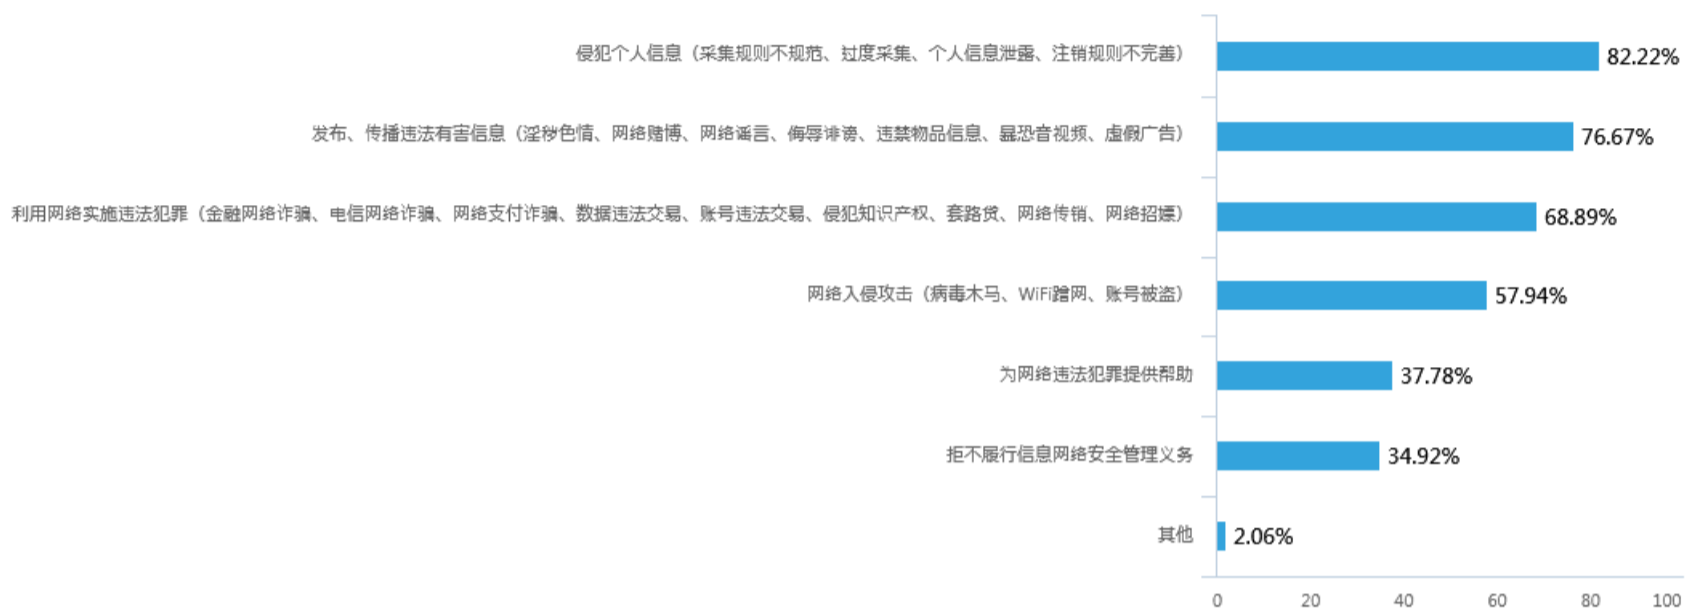 侵犯个人信息（采集规则不规范、过度采集、个人信息泄露、注销规则不完善） 82.22%
发布、传播违法有害信息（淫秽色情、网络赌博、网络谣言、侮辱诽谤、违禁物品信息、暴恐音视频、虚假广告） 76.67%
利用网络实施违法犯罪（金融网络诈骗、电信网络诈骗、网络支付诈骗、数据违法交易、账号违法交易、侵犯知识产权、套路贷、网络传销、网络招嫖） 68.89%
网络入侵攻击（病毒木马、WiFi蹭网、账号被盗） 57.94%
为网络违法犯罪提供帮助 37.78%
拒不履行信息网络安全管理义务 34.92%
其他 2.06%
0 20 40 60 80 100